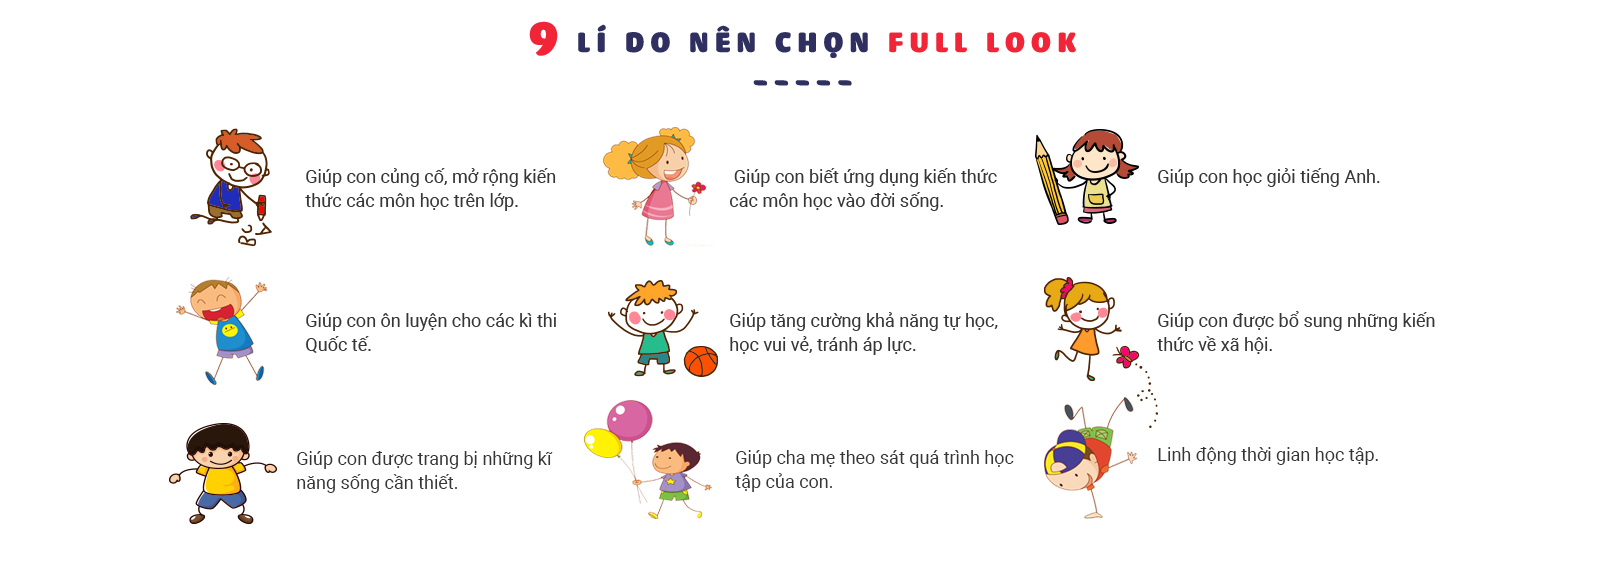 9 LÍ DO NÊN CHỌN FULL LOOK
Giúp con củng cố, mở rộng kiến
thức các môn học trên lớp.
Giúp con biết ứng dụng kiến thức
các môn học vào đời sống.
Giúp con học giỏi tiếng Anh.
Giúp con ôn luyện cho các kì thi
Quốc tế.
Giúp tăng cường khả năng tự học,
học vui vẻ, tránh áp lực.
Giúp con được bổ sung những kiến
thức về xã hội.
Giúp con được trang bị những kĩ
năng sống cần thiết.
Giúp cha mẹ theo sát quá trình học
tập của con.
Linh động thời gian học tập.
B C A